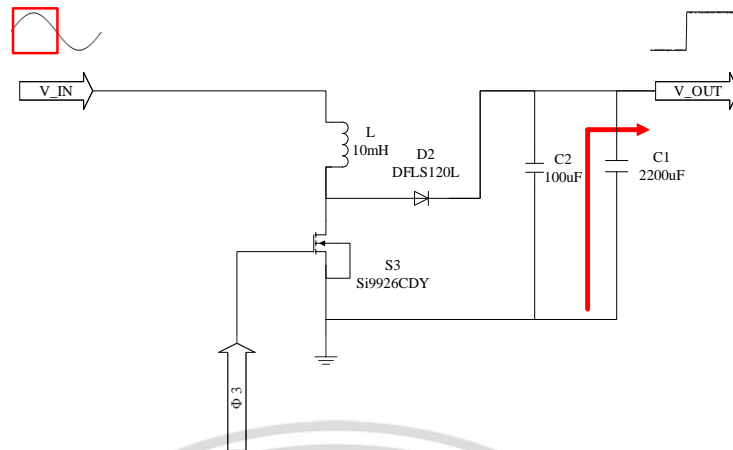 V_IN
V_OUT
L
10mH
D2
DFLS120L
C2
100uF
C1
2200uF
S3
Si9926CDY
Φ 3